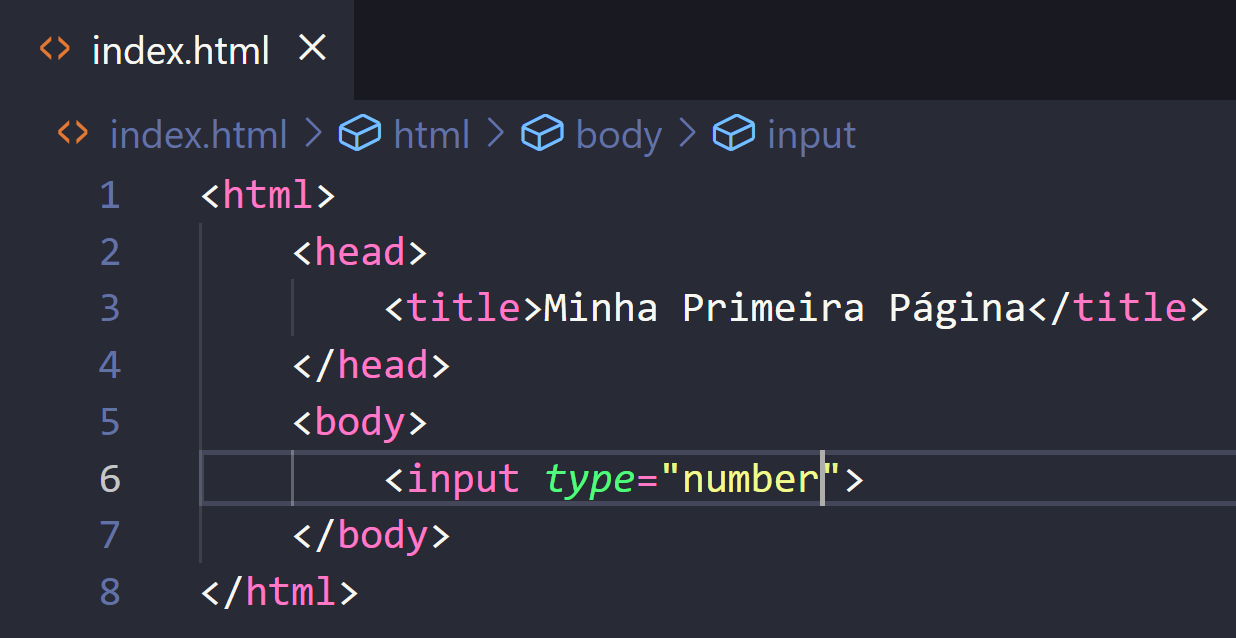 index.html
index.html > html > body > input
1 <html>
2 <head>
3 <title>Minha Primeira Página</title>
4 </head>
5 <body>
6 <input type="number">
7 </body>
8 </html>